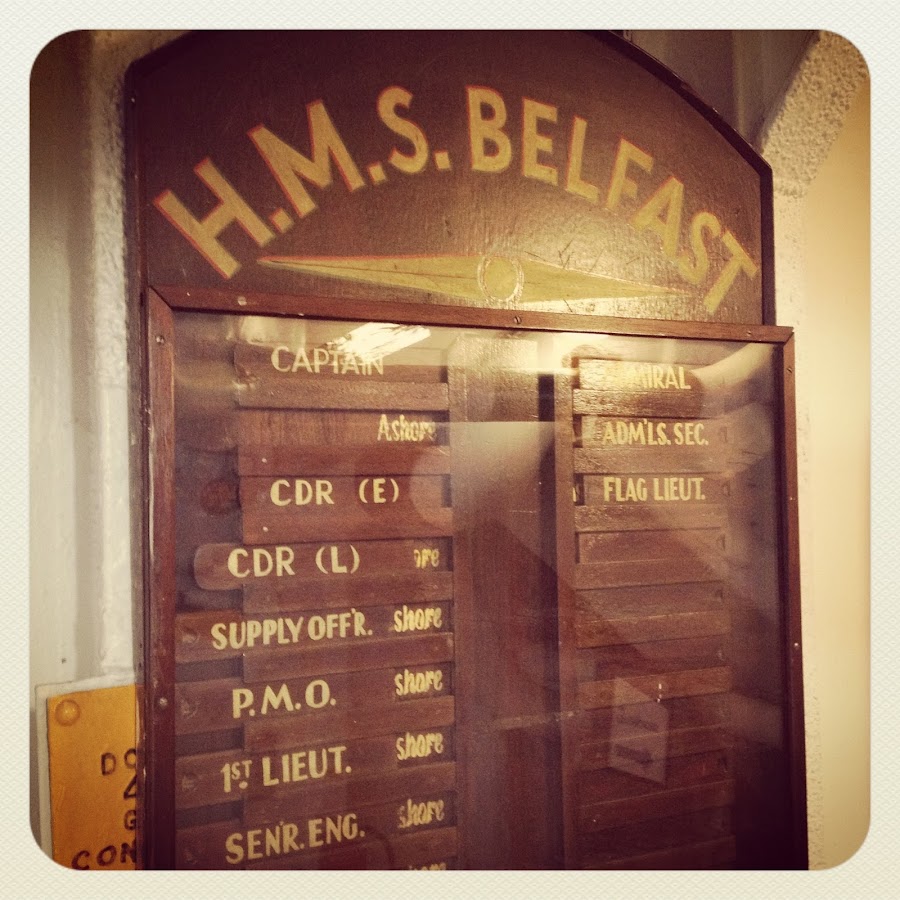 H.M.S. BELFAST
CAPTAIN
Ashore
CDR (E)
CDR (L)
SUPPLY OFF'R. shore
P.M.O. shore
1ST LIEUT. shore
SEN'R. ENG. shore
ADM'LS. SEC.
FLAG LIEUT.